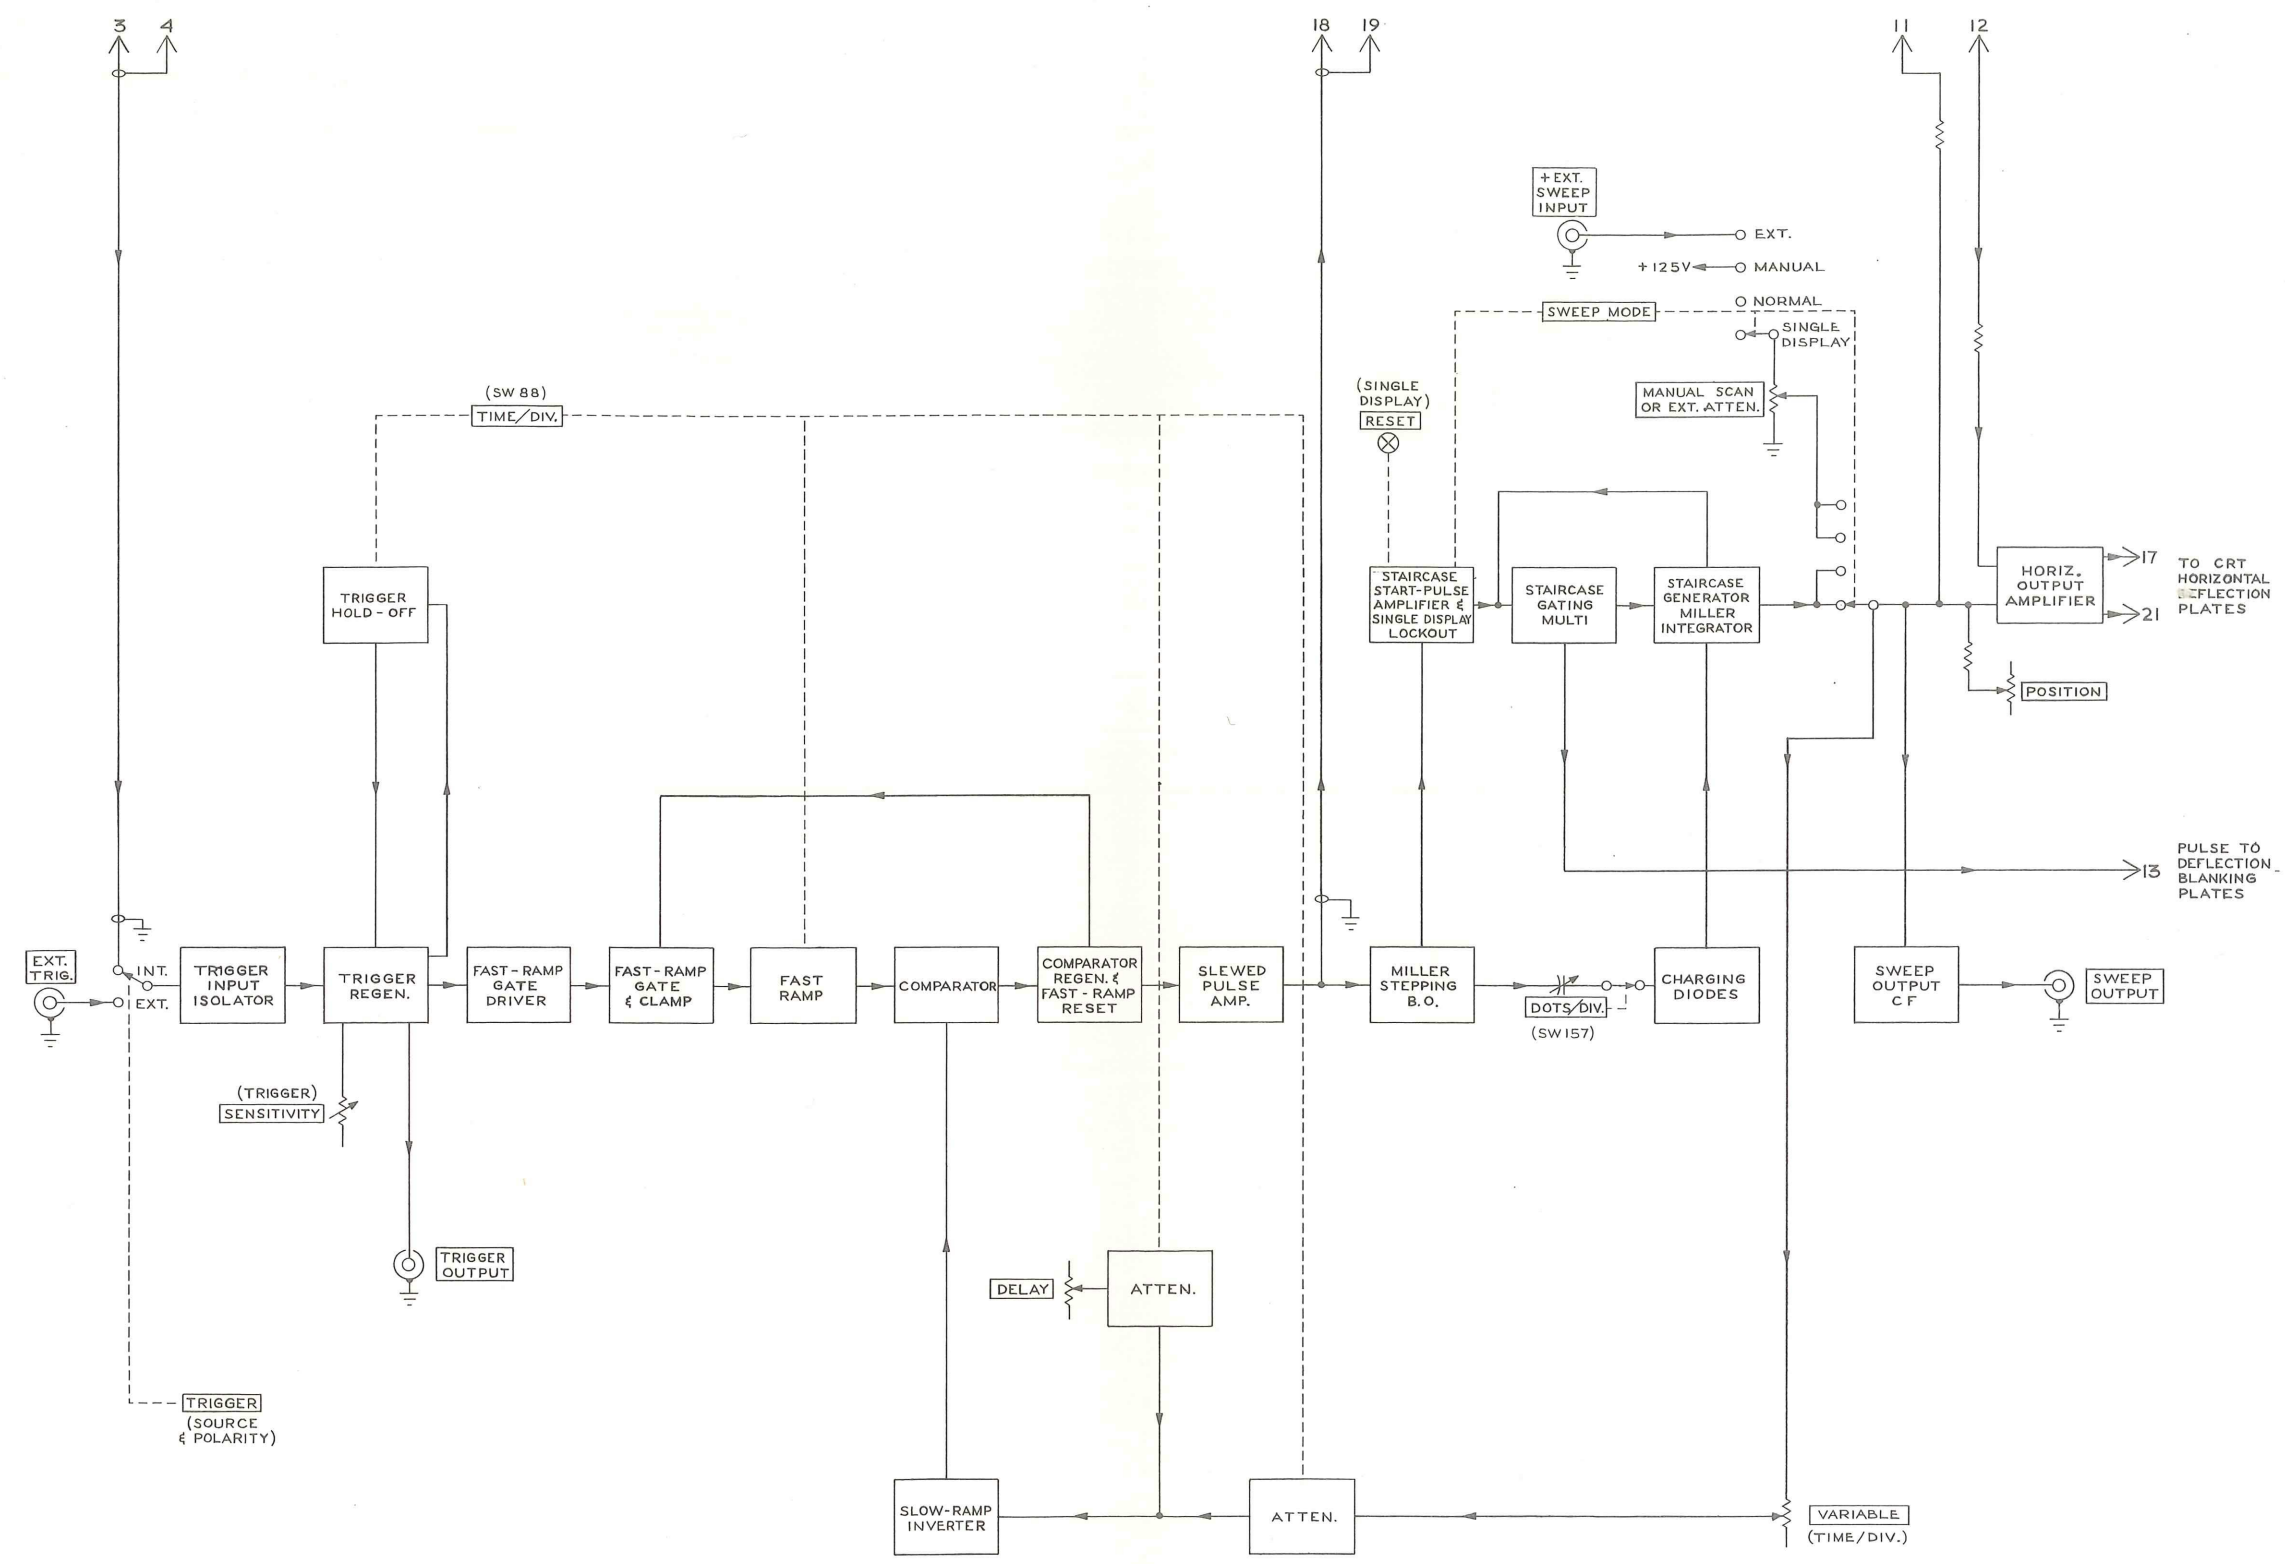 3 4
18 19
11 12
+ EXT.
SWEEP
INPUT
EXT.
+125V
MANUAL
NORMAL
SWEEP MODE
SINGLE
DISPLAY
(SW 88)
TIME/DIV.
(SINGLE
DISPLAY)
RESET
MANUAL SCAN
OR EXT. ATTEN.
TRIGGER
HOLD-OFF
STAIRCASE
START-PULSE
AMPLIFIER &
SINGLE DISPLAY
LOCKOUT
STAIRCASE
GATING
MULTI
STAIRCASE
GENERATOR
MILLER
INTEGRATOR
HORIZ.
OUTPUT
AMPLIFIER
17
21
TO CRT
HORIZONTAL
DEFLECTION
PLATES
POSITION
13
PULSE TO
DEFLECTION-
BLANKING
PLATES
EXT.
TRIG.
INT.
EXT.
TRIGGER
INPUT
ISOLATOR
TRIGGER
REGEN.
FAST-RAMP
GATE
DRIVER
FAST-RAMP
GATE
& CLAMP
FAST
RAMP
COMPARATOR
COMPARATOR
REGEN. &
FAST-RAMP
RESET
SLEWED
PULSE
AMP.
MILLER
STEPPING
B.O.
DOTS/DIV.
(SW157)
CHARGING
DIODES
SWEEP
OUTPUT
CF
SWEEP
OUTPUT
(TRIGGER)
SENSITIVITY
TRIGGER
OUTPUT
DELAY
ATTEN.
TRIGGER
(SOURCE
& POLARITY)
SLOW-RAMP
INVERTER
ATTEN.
VARIABLE
(TIME/DIV.)